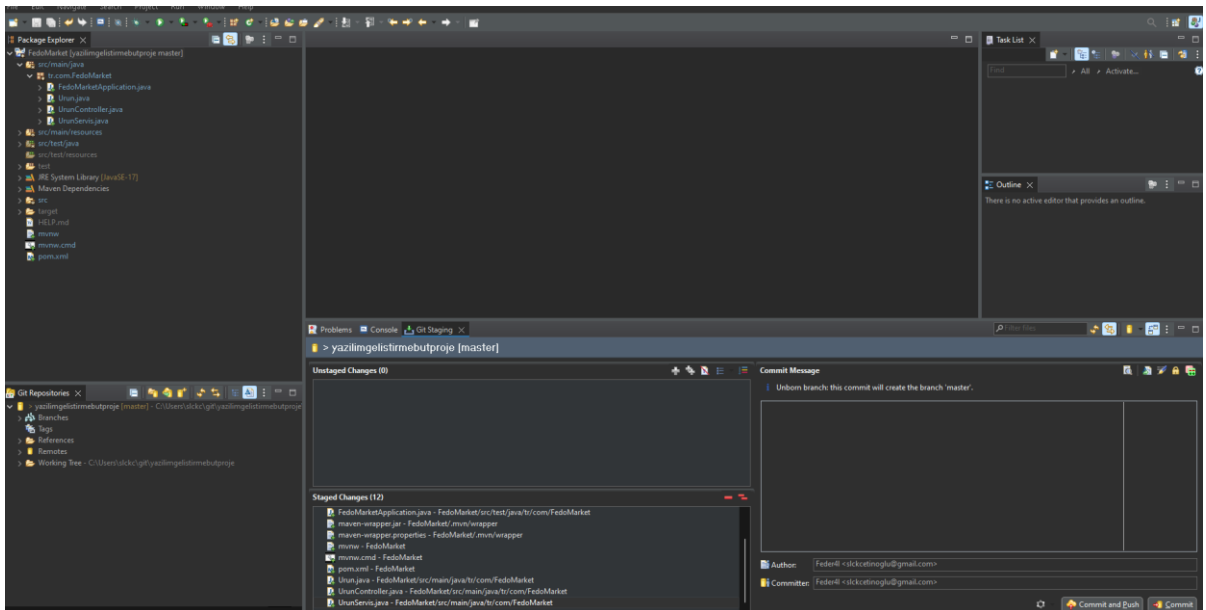 File Edit Navigate Search Project Run Window Help
Package Explorer
FedoMarket [yazilimgelistirmebutproje master]
src/main/java
tr.com.FedoMarket
FedoMarketApplication.java
Urun.java
UrunController.java
UrunServis.java
src/main/resources
src/test/java
src/test/resources
test
JRE System Library [JavaSE-17]
Maven Dependencies
src
target
HELP.md
mvnw
mvnw.cmd
pom.xml
Git Repositories
> yazilimgelistirmebutproje [master] - C:\Users\slckc\git\yazilimgelistirmebutproje
Branches
Tags
References
Remotes
Working Tree - C:\Users\slckc\git\yazilimgelistirmebutproje
Problems Console Git Staging
Filter files
> yazilimgelistirmebutproje [master]
Unstaged Changes (0)
Staged Changes (12)
FedoMarketApplication.java - FedoMarket/src/test/java/tr/com/FedoMarket
maven-wrapper.jar - FedoMarket/.mvn/wrapper
maven-wrapper.properties - FedoMarket/.mvn/wrapper
mvnw - FedoMarket
mvnw.cmd - FedoMarket
pom.xml - FedoMarket
Urun.java - FedoMarket/src/main/java/tr/com/FedoMarket
UrunController.java - FedoMarket/src/main/java/tr/com/FedoMarket
UrunServis.java - FedoMarket/src/main/java/tr/com/FedoMarket
Commit Message
Unborn branch: this commit will create the branch 'master'.
Author: Feder4l <slckcetinoglu@gmail.com>
Committer: Feder4l <slckcetinoglu@gmail.com>
Commit and Push Commit
Task List
Find All Activate...
Outline
There is no active editor that provides an outline.